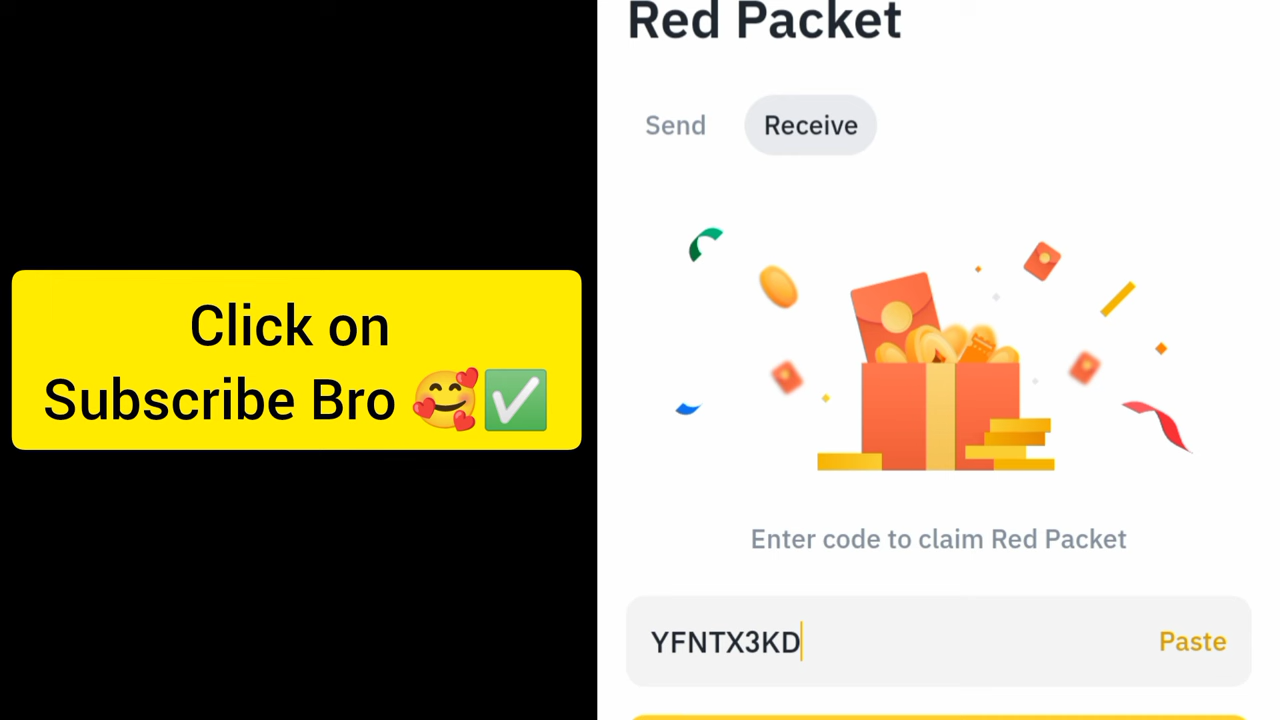 Click on
Subscribe Bro 🥰✅
Red Packet
Send
Receive
Enter code to claim Red Packet
YFNTX3KD
Paste